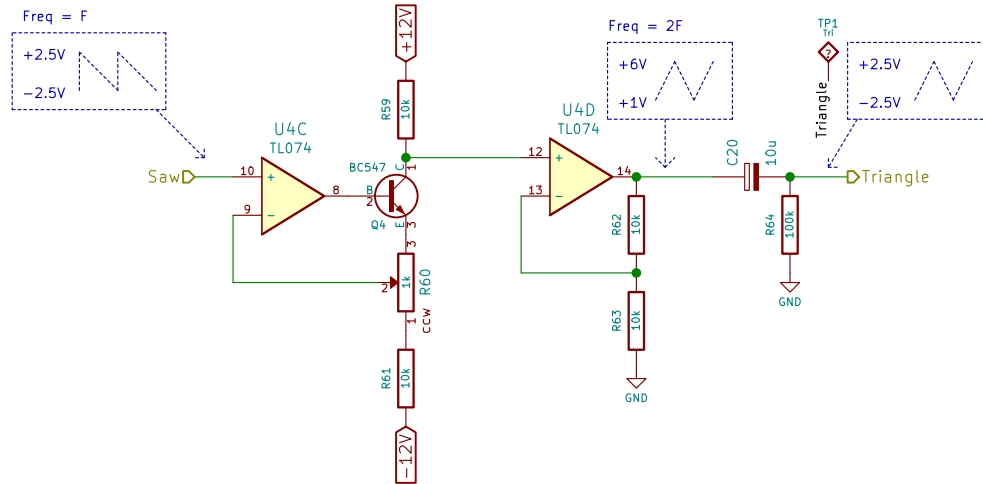 Freq = F
+2.5V
-2.5V
Saw
U4C
TL074
10
+
9
-
8
+12V
R59
10k
BC547
B
2
C
1
Q4
E
3
3
2
1k
R60
1
CCW
R61
10k
-12V
U4D
TL074
12
+
13
-
14
Freq = 2F
+6V
+1V
R62
10k
R63
10k
GND
C20
10u
R64
100k
GND
TP1
Tri
?
Triangle
+2.5V
-2.5V
Triangle